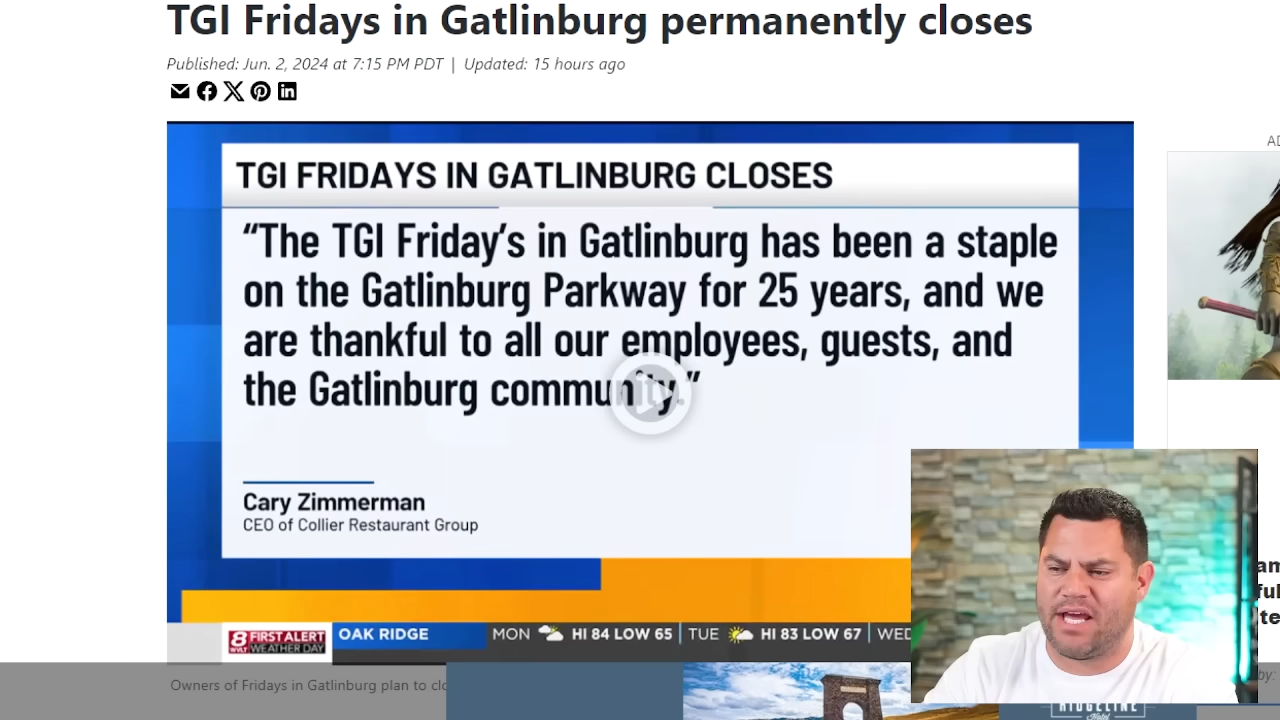 TGI Fridays in Gatlinburg permanently closes
Published: Jun. 2, 2024 at 7:15 PM PDT | Updated: 15 hours ago
TGI FRIDAYS IN GATLINBURG CLOSES
“The TGI Friday’s in Gatlinburg has been a staple
on the Gatlinburg Parkway for 25 years, and we
are thankful to all our employees, guests, and
the Gatlinburg community.”
Cary Zimmerman
CEO of Collier Restaurant Group
8 WVLT FIRST ALERT
WEATHER DAY
OAK RIDGE
MON HI 84 LOW 65 | TUE HI 83 LOW 67 | WED
Owners of Fridays in Gatlinburg plan to clo
by:
RIDGELINE
Hotel